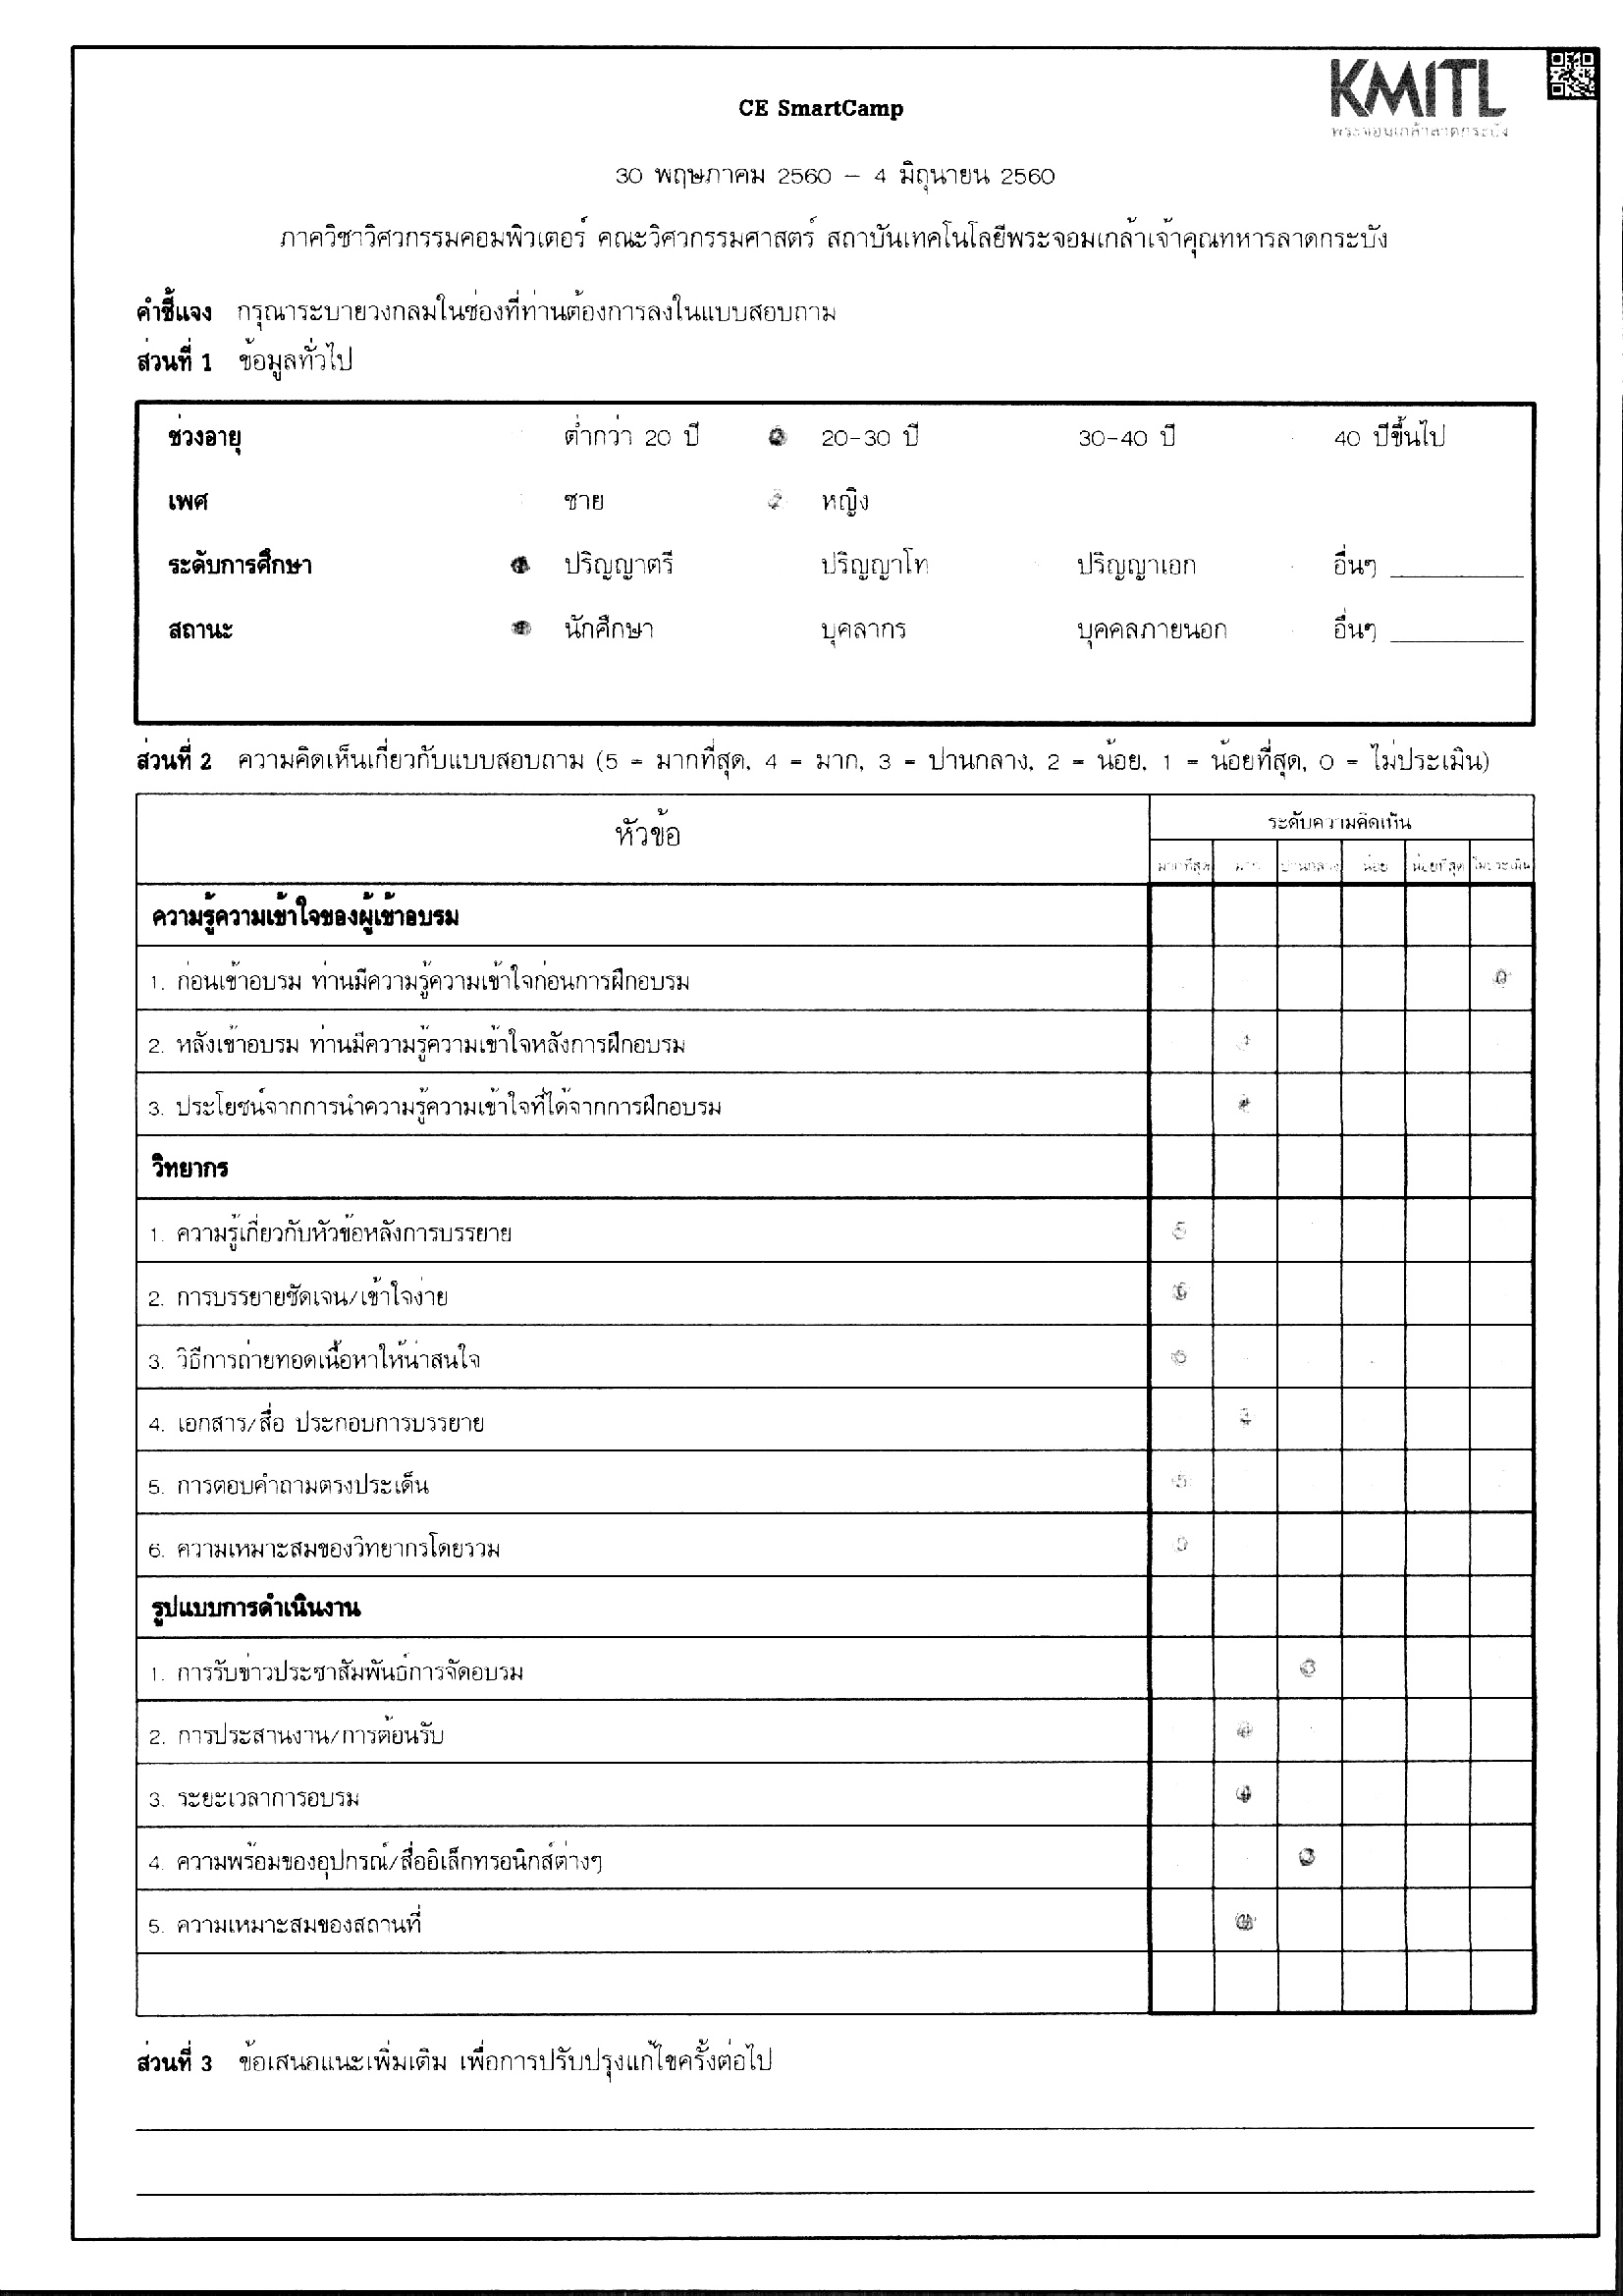 KMITL
พระจอมเกล้าลาดกระบัง
CE SmartCamp
30 พฤษภาคม 2560 - 4 มิถุนายน 2560
ภาควิชาวิศวกรรมคอมพิวเตอร์ คณะวิศวกรรมศาสตร์ สถาบันเทคโนโลยีพระจอมเกล้าเจ้าคุณทหารลาดกระบัง
คำชี้แจง กรุณาระบายวงกลมในช่องที่ท่านต้องการลงในแบบสอบถาม
ส่วนที่ 1 ข้อมูลทั่วไป
ช่วงอายุ ต่ำกว่า 20 ปี 20-30 ปี 30-40 ปี 40 ปีขึ้นไป
เพศ ชาย หญิง
ระดับการศึกษา ปริญญาตรี ปริญญาโท ปริญญาเอก อื่นๆ
สถานะ นักศึกษา บุคลากร บุคคลภายนอก อื่นๆ
ส่วนที่ 2 ความคิดเห็นเกี่ยวกับแบบสอบถาม (5 = มากที่สุด, 4 = มาก, 3 = ปานกลาง, 2 = น้อย, 1 = น้อยที่สุด, 0 = ไม่ประเมิน)
หัวข้อ ระดับความคิดเห็น
มากที่สุด มาก ปานกลาง น้อย น้อยที่สุด ไม่ประเมิน
ความรู้ความเข้าใจของผู้เข้าอบรม
1. ก่อนเข้าอบรม ท่านมีความรู้ความเข้าใจก่อนการฝึกอบรม 0
2. หลังเข้าอบรม ท่านมีความรู้ความเข้าใจหลังการฝึกอบรม
3. ประโยชน์จากการนำความรู้ความเข้าใจที่ได้จากการฝึกอบรม
วิทยากร
1. ความรู้เกี่ยวกับหัวข้อหลังการบรรยาย 5
2. การบรรยายชัดเจน/เข้าใจง่าย
3. วิธีการถ่ายทอดเนื้อหาให้น่าสนใจ
4. เอกสาร/สื่อ ประกอบการบรรยาย
5. การตอบคำถามตรงประเด็น 5
6. ความเหมาะสมของวิทยากรโดยรวม
รูปแบบการดำเนินงาน
1. การรับข่าวประชาสัมพันธ์การจัดอบรม 3
2. การประสานงาน/การต้อนรับ 4
3. ระยะเวลาการอบรม 4
4. ความพร้อมของอุปกรณ์/สื่ออิเล็กทรอนิกส์ต่างๆ 3
5. ความเหมาะสมของสถานที่
ส่วนที่ 3 ข้อเสนอแนะเพิ่มเติม เพื่อการปรับปรุงแก้ไขครั้งต่อไป